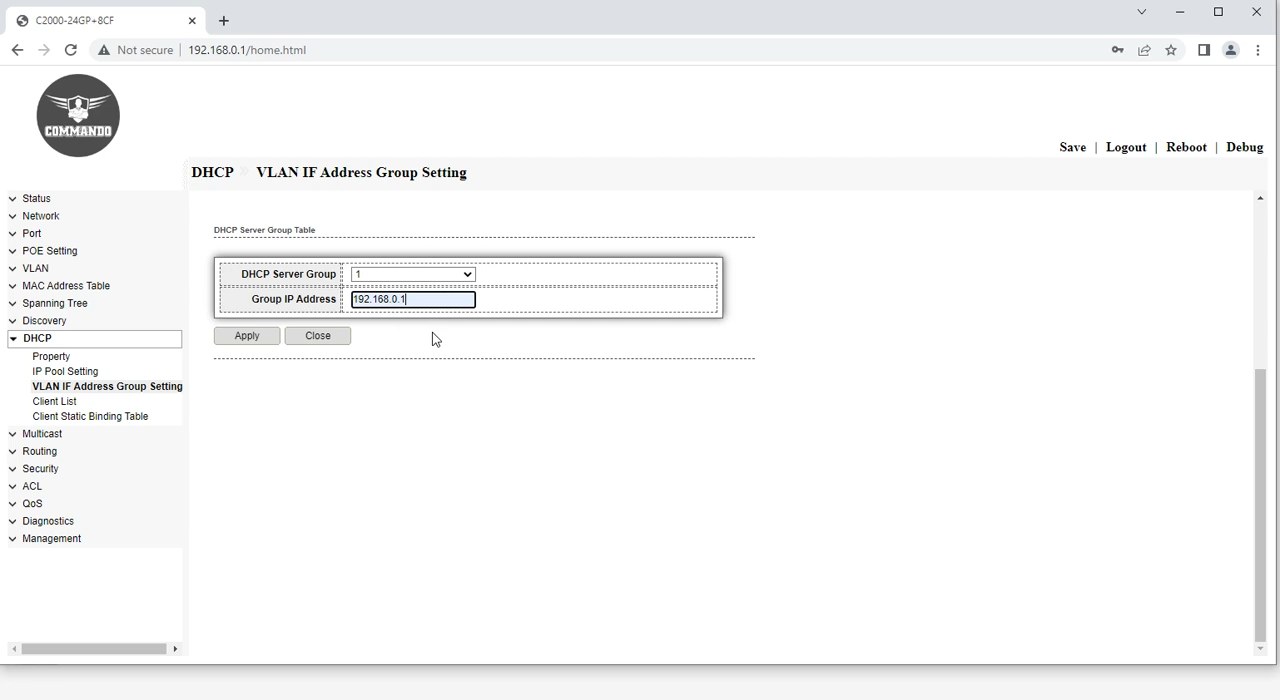 C2000-24GP+8CF
Not secure | 192.168.0.1/home.html
COMMANDO
Save | Logout | Reboot | Debug
DHCP » VLAN IF Address Group Setting
Status
Network
Port
POE Setting
VLAN
MAC Address Table
Spanning Tree
Discovery
DHCP
Property
IP Pool Setting
VLAN IF Address Group Setting
Client List
Client Static Binding Table
Multicast
Routing
Security
ACL
QoS
Diagnostics
Management
DHCP Server Group Table
DHCP Server Group 1
Group IP Address 192.168.0.1
Apply Close